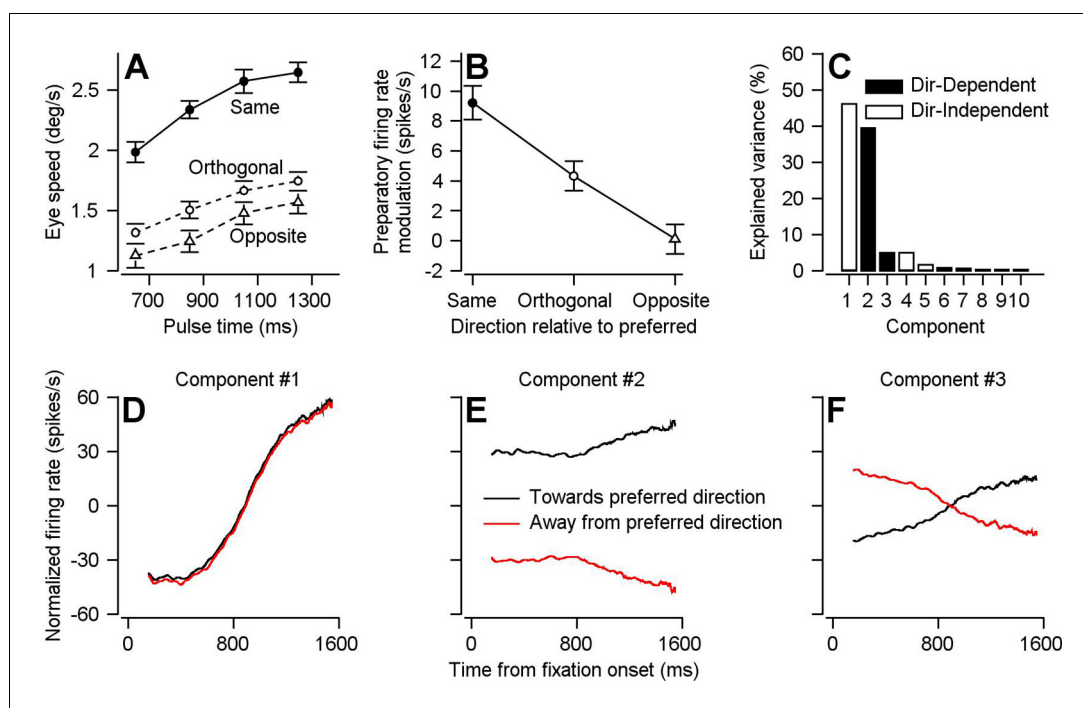 A
Eye speed (deg/s)
2.5
2
1.5
1
Same
Orthogonal
Opposite
700 900 1100 1300
Pulse time (ms)
B
Preparatory firing rate
modulation (spikes/s)
12
10
8
6
4
2
0
-2
Same Orthogonal Opposite
Direction relative to preferred
C
Explained variance (%)
60
50
40
30
20
10
0
Dir-Dependent
Dir-Independent
1 2 3 4 5 6 7 8 9 10
Component
D
Component #1
Normalized firing rate (spikes/s)
60
30
0
-30
-60
0 800 1600
E
Component #2
Towards preferred direction
Away from preferred direction
0 800 1600
Time from fixation onset (ms)
F
Component #3
0 800 1600